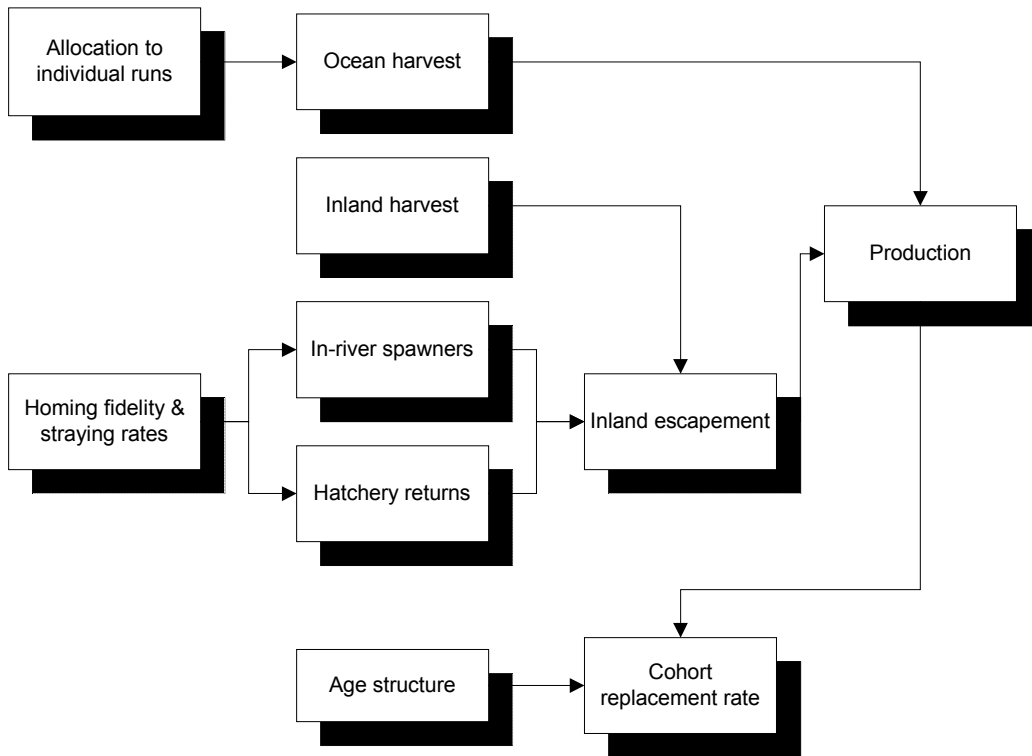 Allocation to
individual runs
Ocean harvest
Inland harvest
Production
In-river spawners
Homing fidelity &
straying rates
Inland escapement
Hatchery returns
Age structure
Cohort
replacement rate